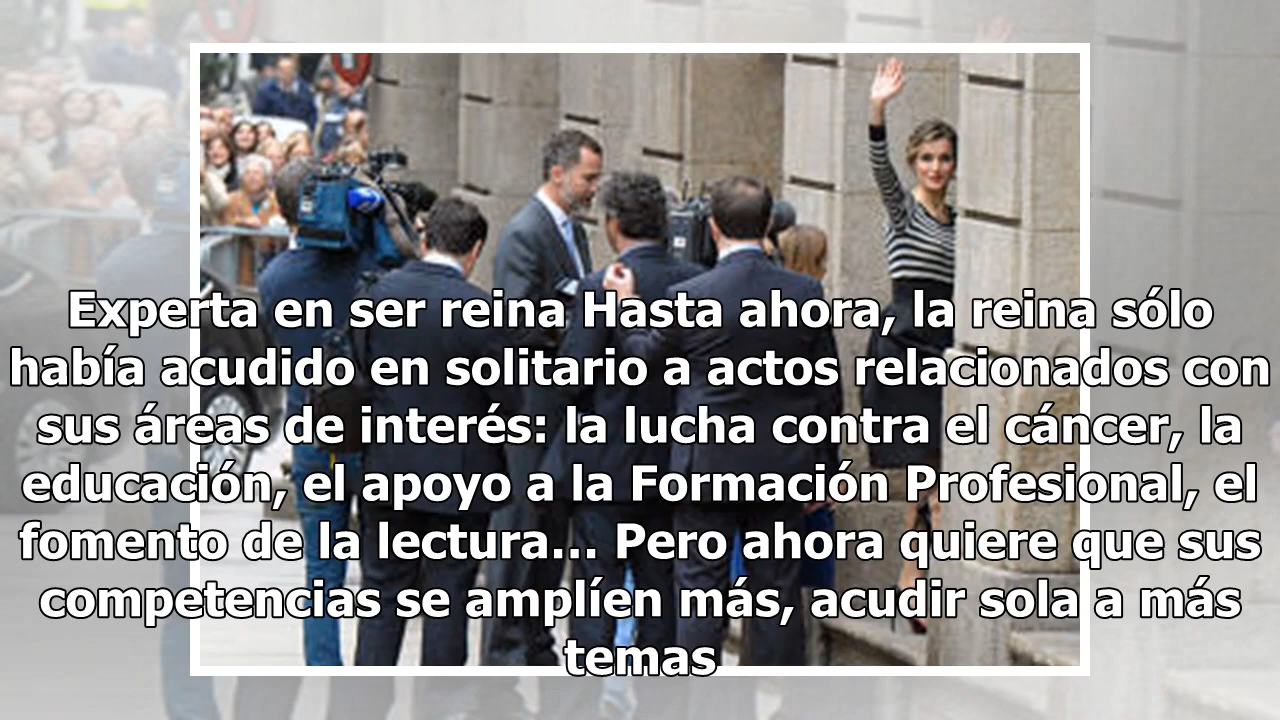 Experta en ser reina Hasta ahora, la reina sólo
había acudido en solitario a actos relacionados con
sus áreas de interés: la lucha contra el cáncer, la
educación, el apoyo a la Formación Profesional, el
fomento de la lectura... Pero ahora quiere que sus
competencias se amplíen más, acudir sola a más
temas